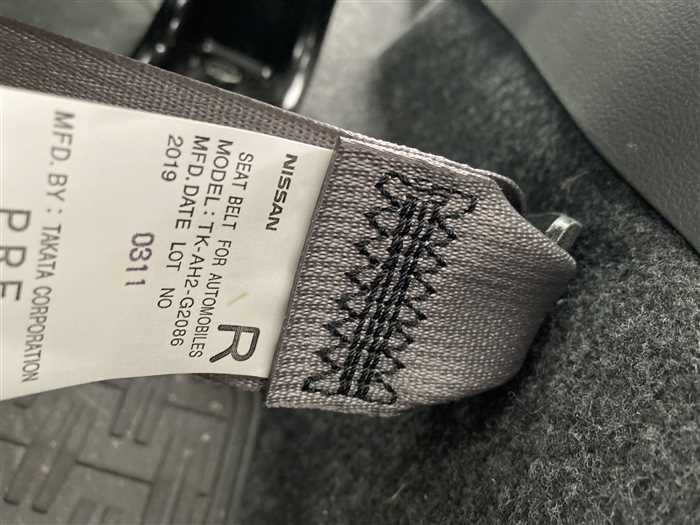 NISSAN
SEAT BELT FOR AUTOMOBILES
MODEL: TK-AH2-G2086
MFD. DATE LOT NO
2019 0311
R
MFD. BY: TAKATA CORPORATION
PRE